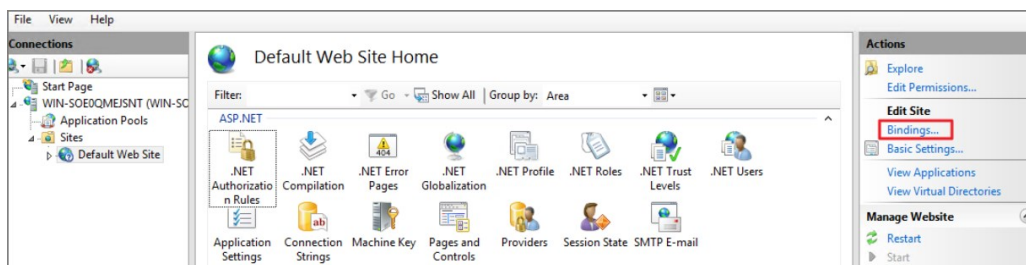 File View Help
Connections
Start Page
WIN-SOE0QMEJSNT (WIN-SC
Application Pools
Sites
Default Web Site
Default Web Site Home
Filter:
Go
Show All
Group by: Area
ASP.NET
.NET
Authorizatio
n Rules
.NET
Compilation
.NET Error
Pages
.NET
Globalization
.NET Profile
.NET Roles
.NET Trust
Levels
.NET Users
Application
Settings
Connection
Strings
Machine Key
Pages and
Controls
Providers
Session State
SMTP E-mail
Actions
Explore
Edit Permissions...
Edit Site
Bindings...
Basic Settings...
View Applications
View Virtual Directories
Manage Website
Restart
Start